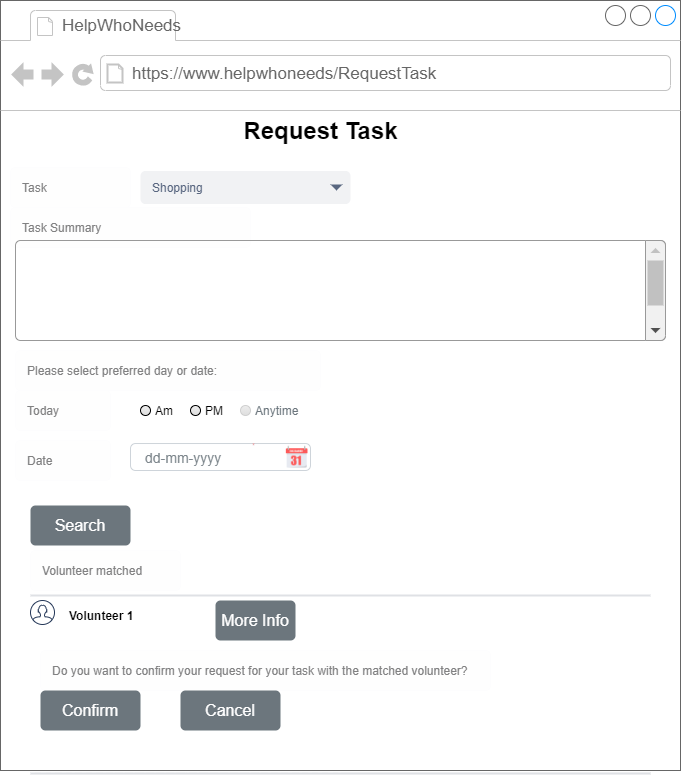 HelpWhoNeeds
https://www.helpwhoneeds/RequestTask
Request Task
Task Shopping
Task Summary
Please select preferred day or date:
Today Am PM Anytime
Date dd-mm-yyyy 31
Search
Volunteer matched
Volunteer 1 More Info
Do you want to confirm your request for your task with the matched volunteer?
Confirm Cancel